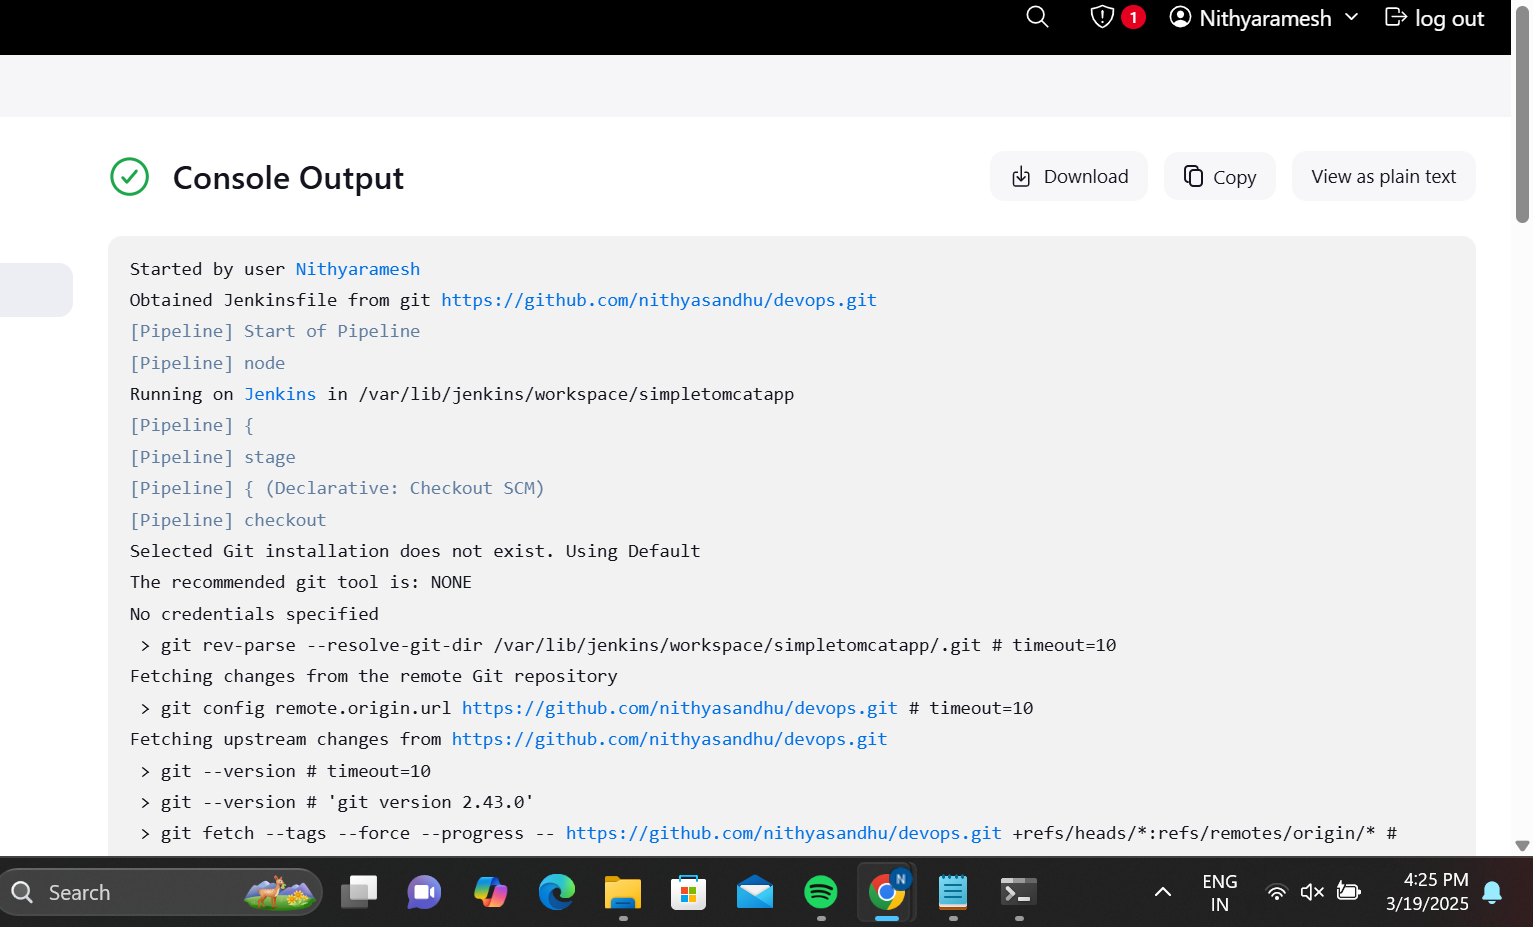 1 Nithyaramesh log out
Console Output Download Copy View as plain text
Started by user Nithyaramesh
Obtained Jenkinsfile from git https://github.com/nithyasandhu/devops.git
[Pipeline] Start of Pipeline
[Pipeline] node
Running on Jenkins in /var/lib/jenkins/workspace/simpletomcatapp
[Pipeline] {
[Pipeline] stage
[Pipeline] { (Declarative: Checkout SCM)
[Pipeline] checkout
Selected Git installation does not exist. Using Default
The recommended git tool is: NONE
No credentials specified
 > git rev-parse --resolve-git-dir /var/lib/jenkins/workspace/simpletomcatapp/.git # timeout=10
Fetching changes from the remote Git repository
 > git config remote.origin.url https://github.com/nithyasandhu/devops.git # timeout=10
Fetching upstream changes from https://github.com/nithyasandhu/devops.git
 > git --version # timeout=10
 > git --version # 'git version 2.43.0'
 > git fetch --tags --force --progress -- https://github.com/nithyasandhu/devops.git +refs/heads/*:refs/remotes/origin/* #
Search N ENG 4:25 PM
IN 3/19/2025